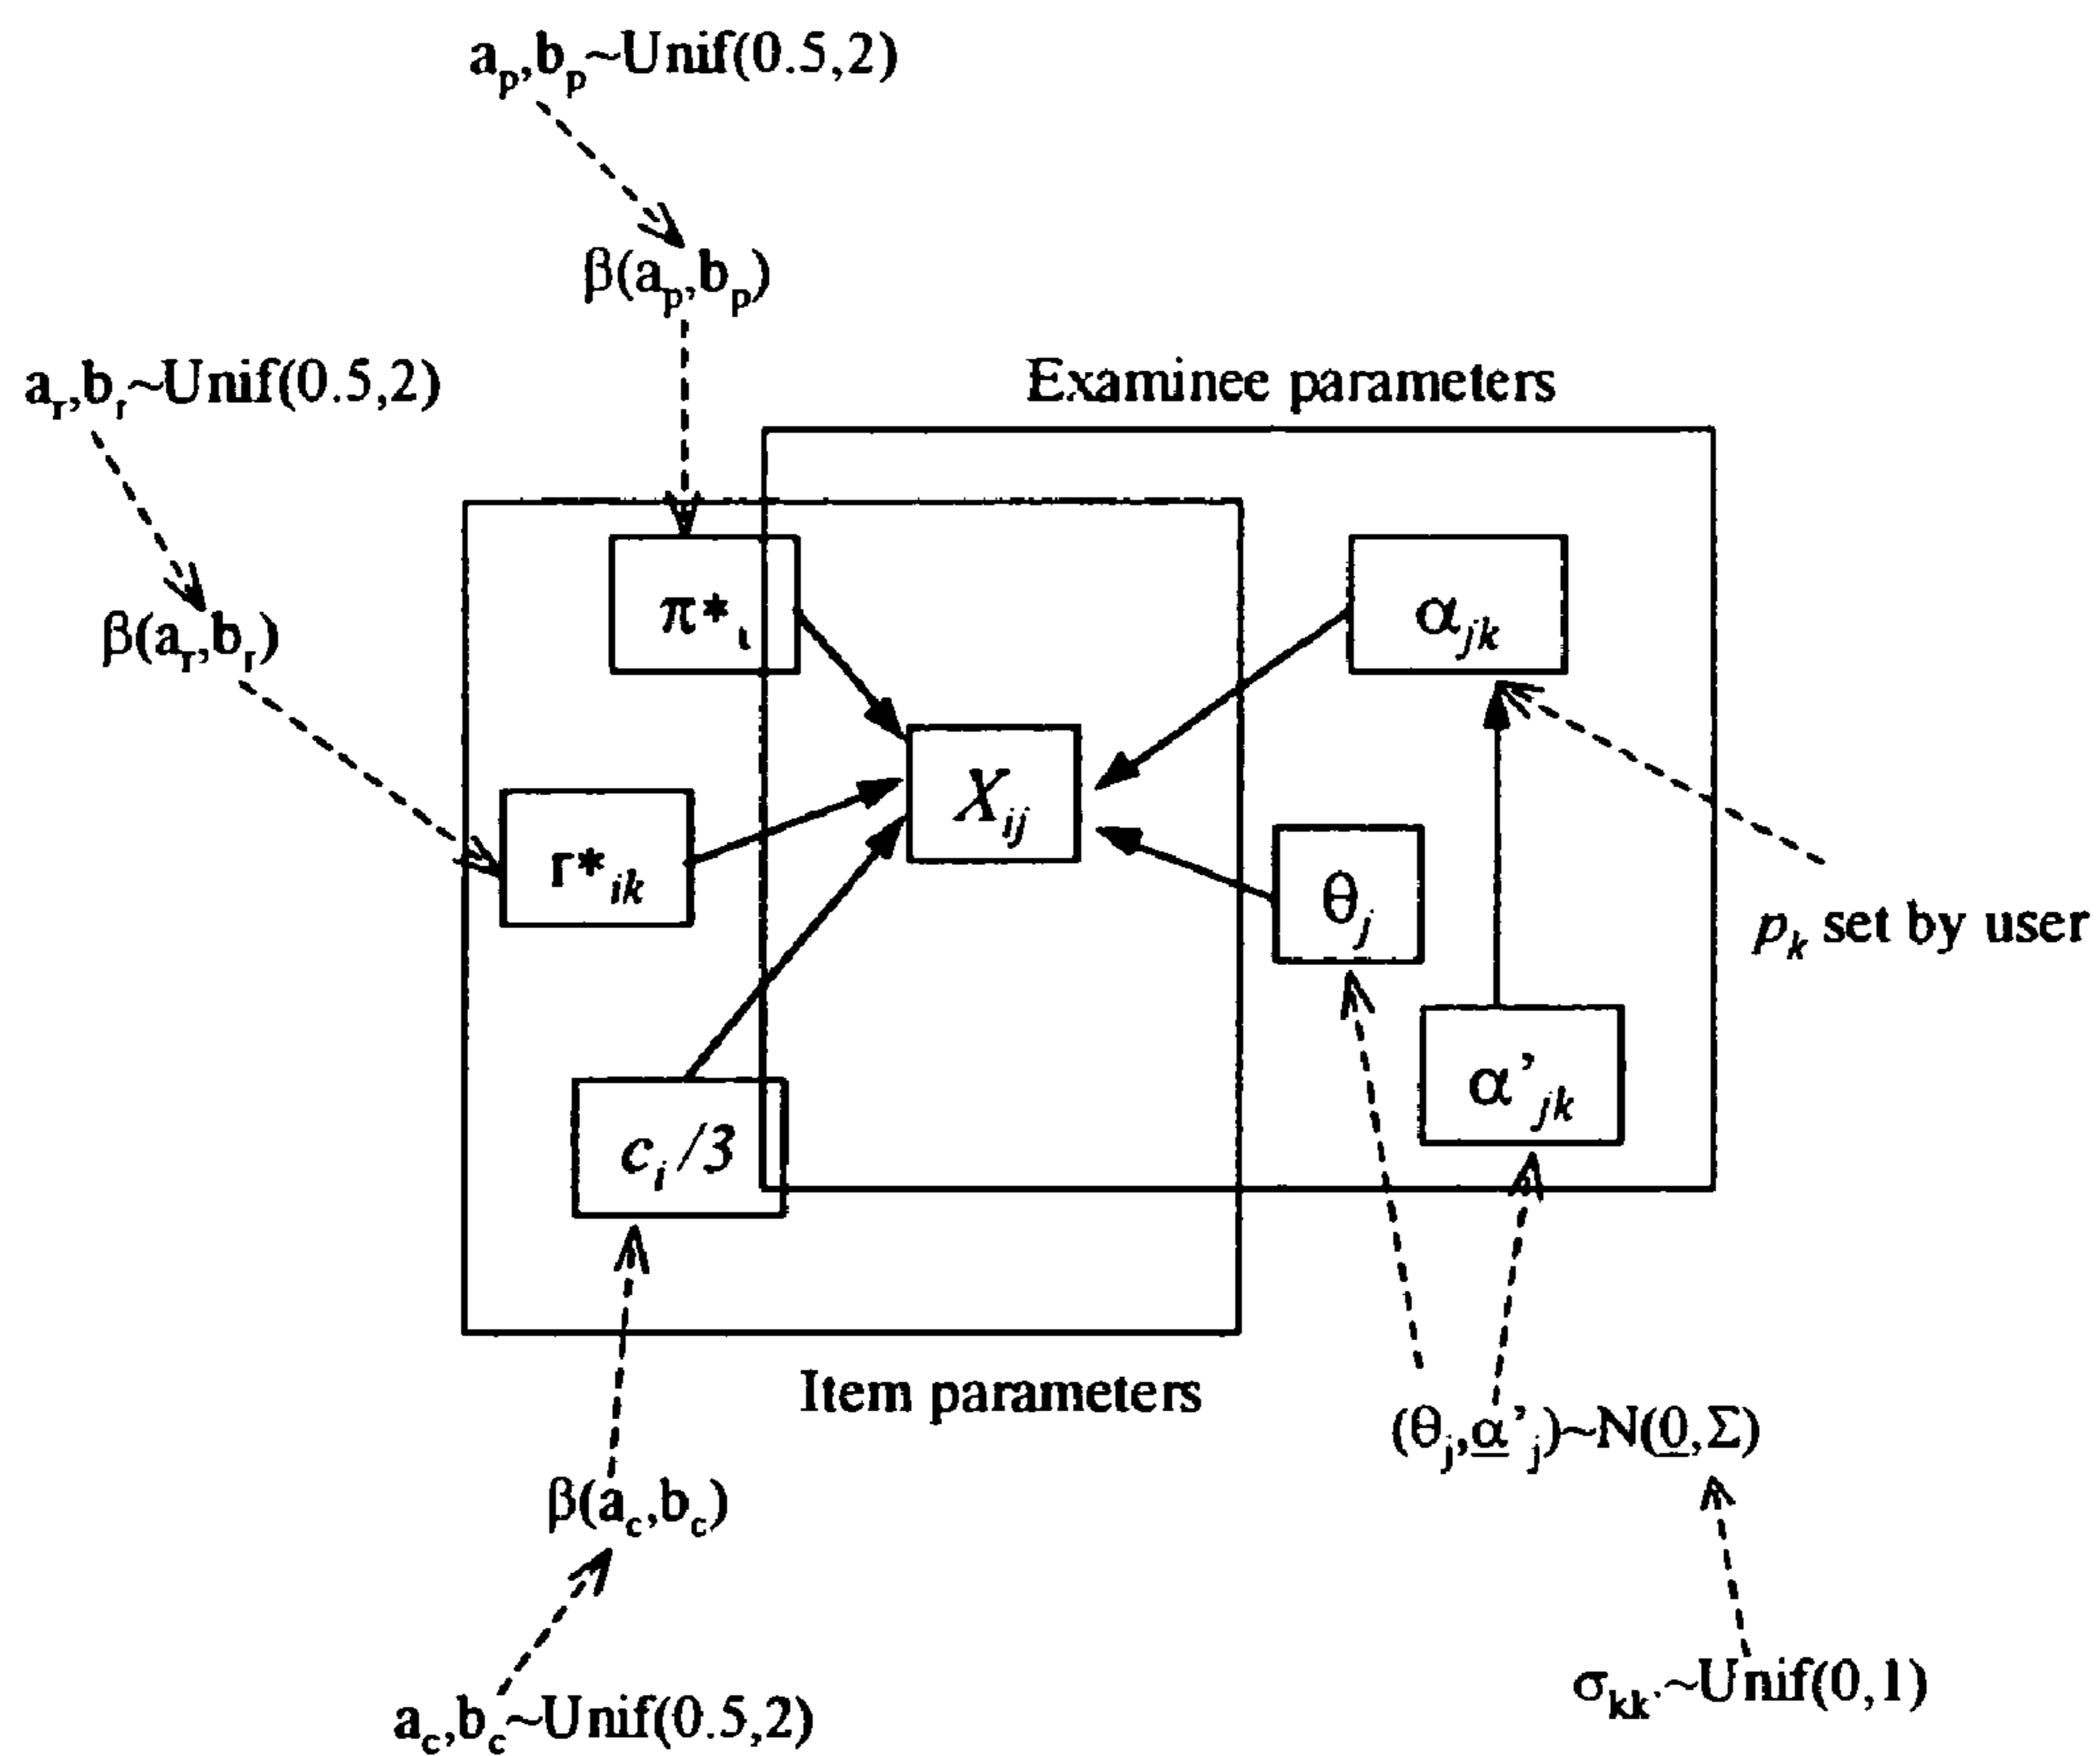 a_p,b_p~Unif(0.5,2)
β(a_p,b_p)
a_r,b_r~Unif(0.5,2)
Examinee parameters
β(a_r,b_r)
π*_ι
α_jk
X_ij
r*_ik
θ_j
p_k set by user
α’_jk
c_i/3
Item parameters
(θ_j,α’_j)~N(0,Σ)
β(a_c,b_c)
σ_kk'~Unif(0,1)
a_c,b_c~Unif(0.5,2)